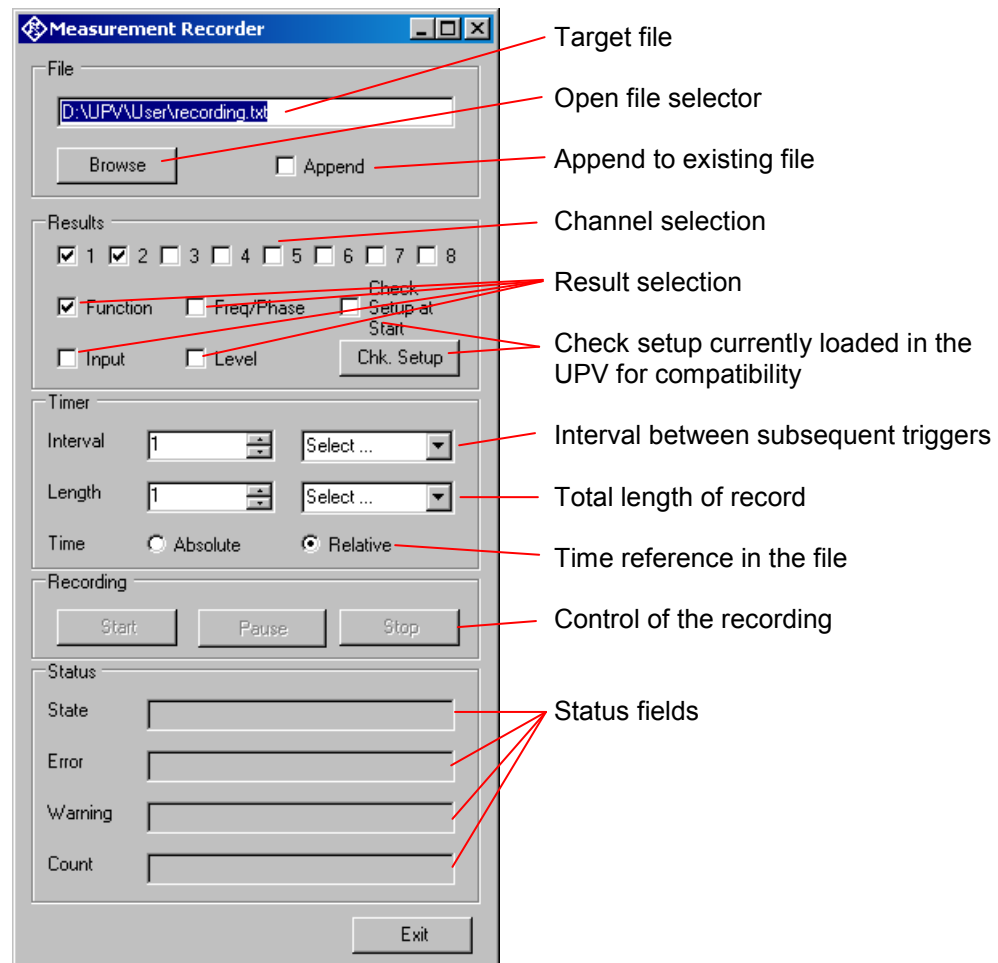 Measurement Recorder
Target file
File
D:\UPV\User\recording.txt
Open file selector
Browse
Append
Append to existing file
Results
Channel selection
1 2 3 4 5 6 7 8
Result selection
Function
Freq/Phase
Check
Setup at
Start
Input
Level
Chk. Setup
Check setup currently loaded in the
UPV for compatibility
Timer
Interval
1
Select ...
Interval between subsequent triggers
Length
1
Select ...
Total length of record
Time
Absolute
Relative
Time reference in the file
Recording
Start
Pause
Stop
Control of the recording
Status
State
Status fields
Error
Warning
Count
Exit